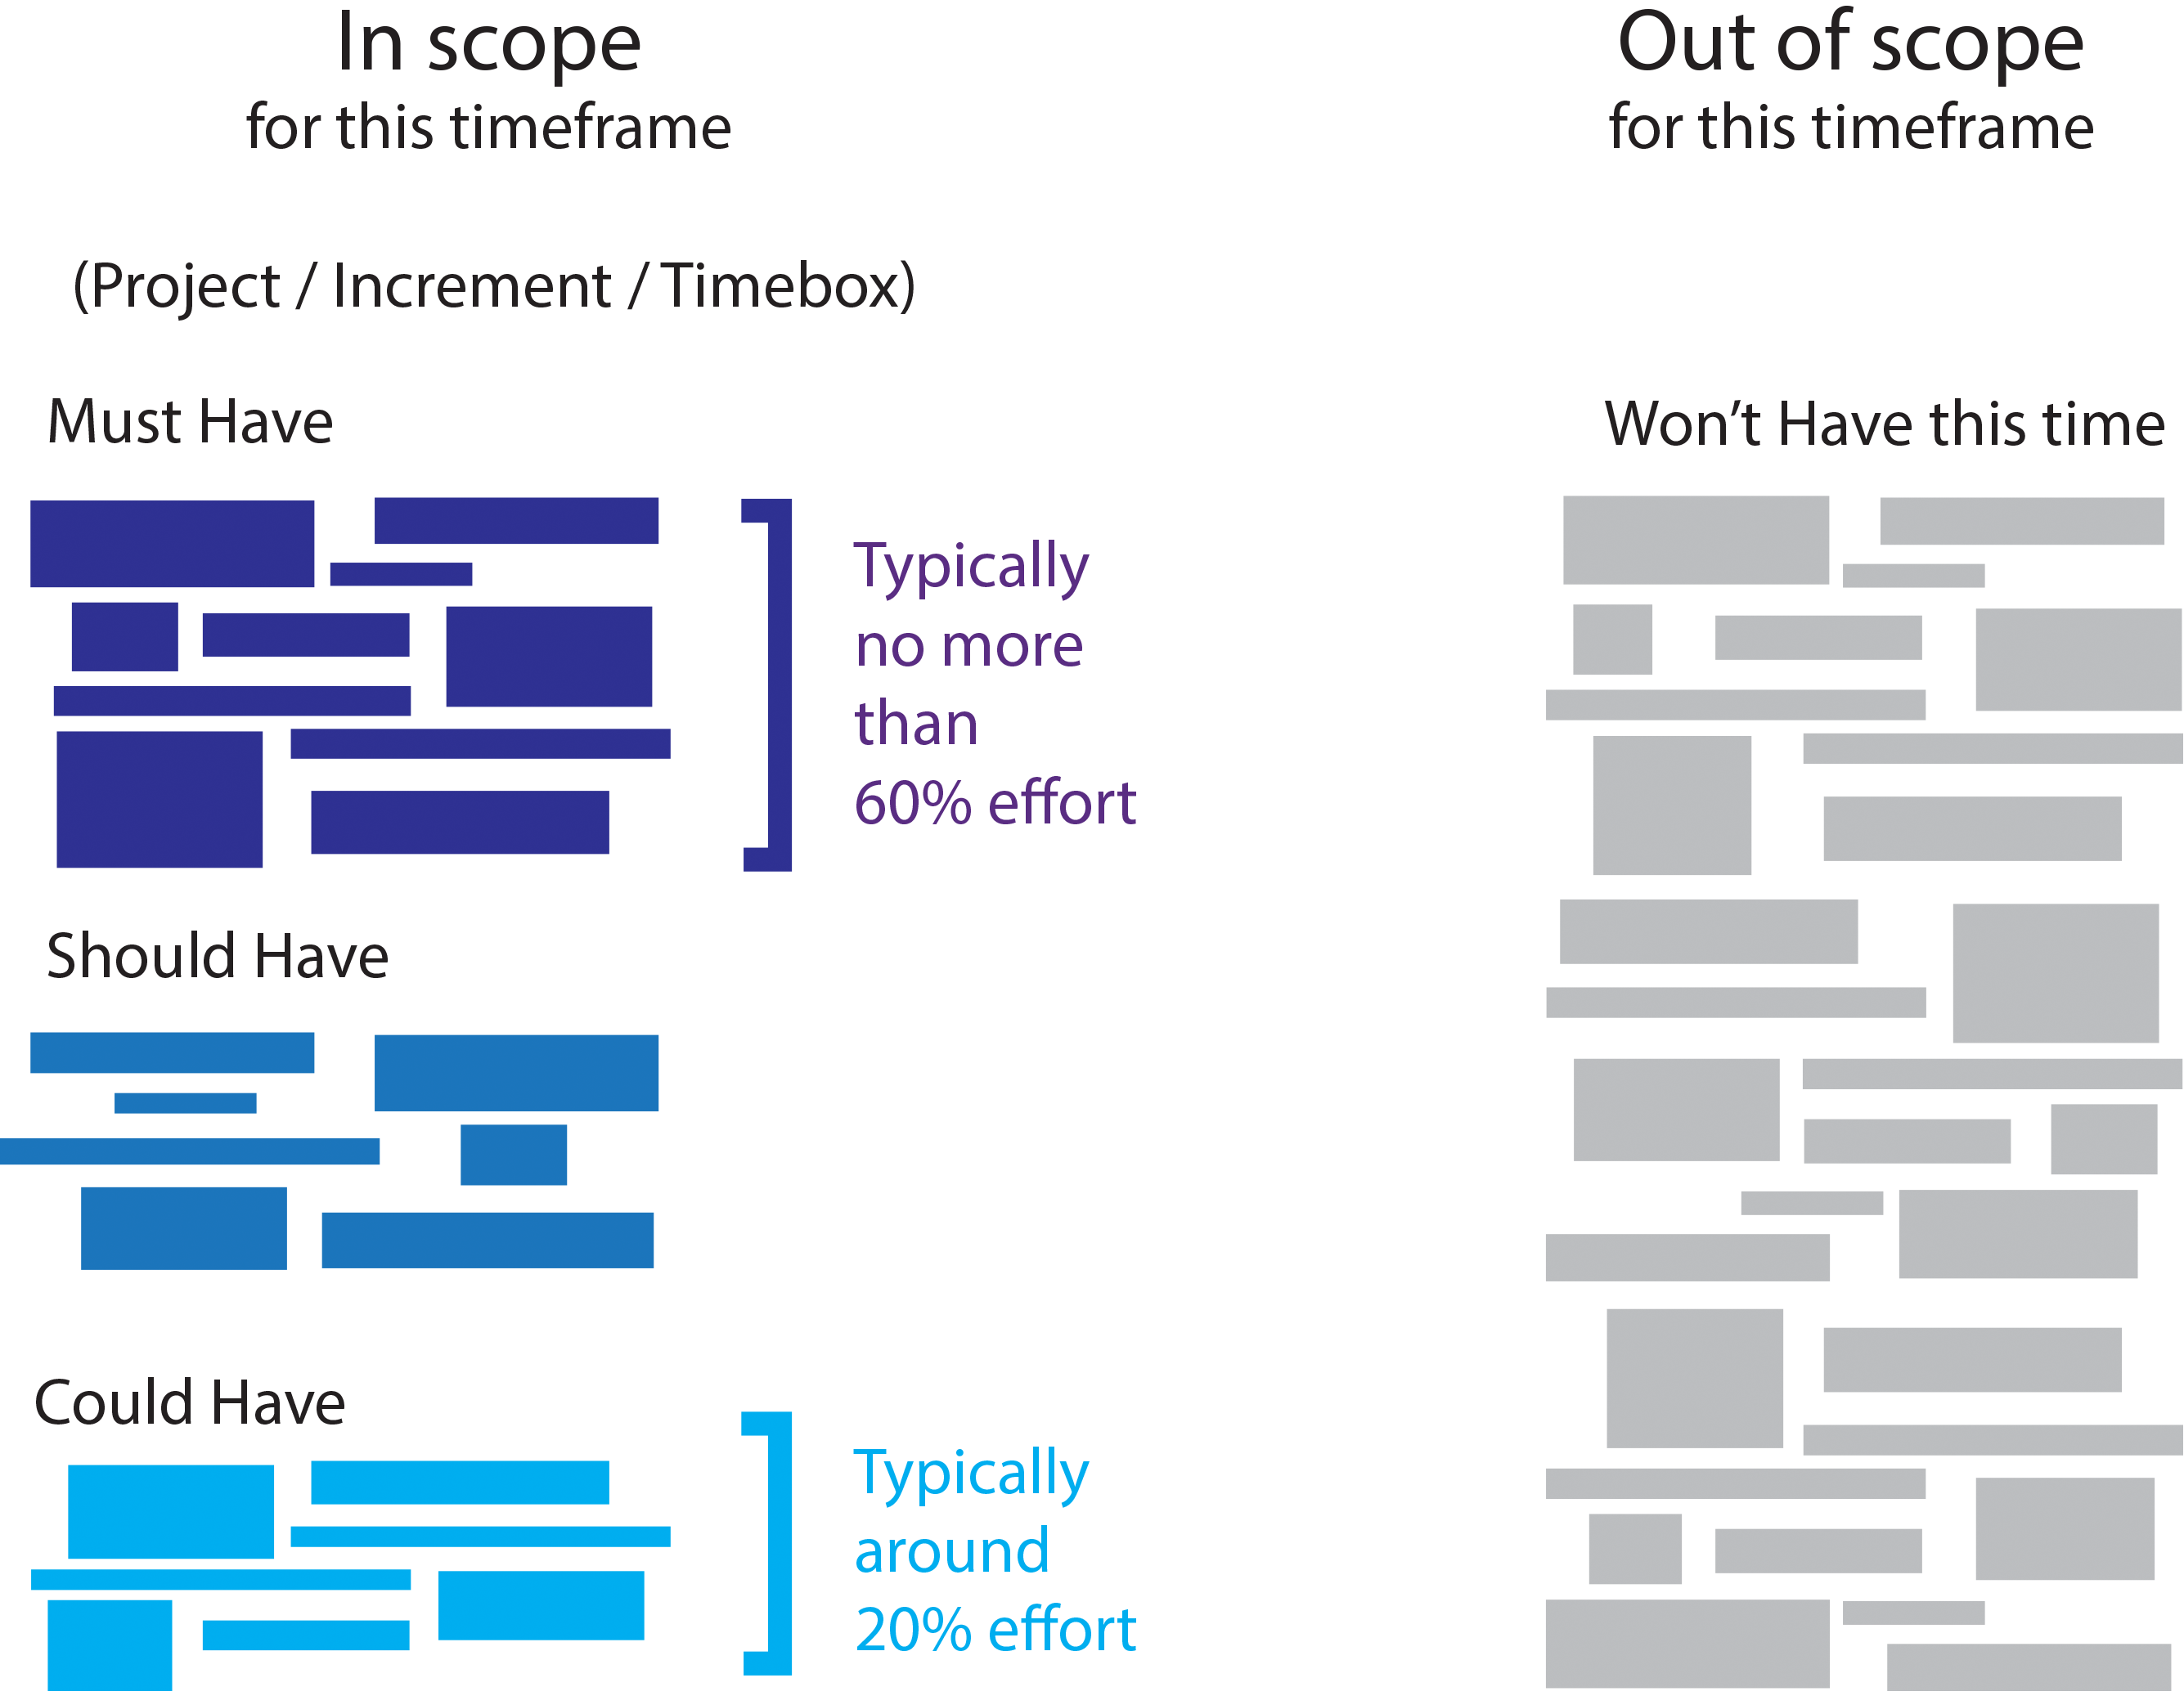 In scope
for this timeframe
(Project / Increment / Timebox)
Must Have
Typically
no more
than
60% effort
Should Have
Could Have
Typically
around
20% effort
Out of scope
for this timeframe
Won‘t Have this time